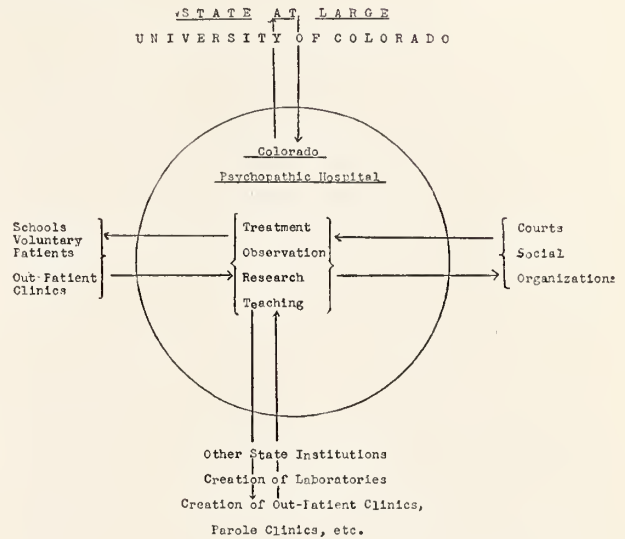 STATE AT LARGE
UNIVERSITY OF COLORADO
Colorado
Psychopathic Hospital
Schools
Voluntary
Patients
Out-Patient
Clinics
Treatment
Observation
Research
Teaching
Courts
Social
Organizations
Other State Institutions
Creation of Laboratories
Creation of Out-Patient Clinics,
Parole Clinics, etc.